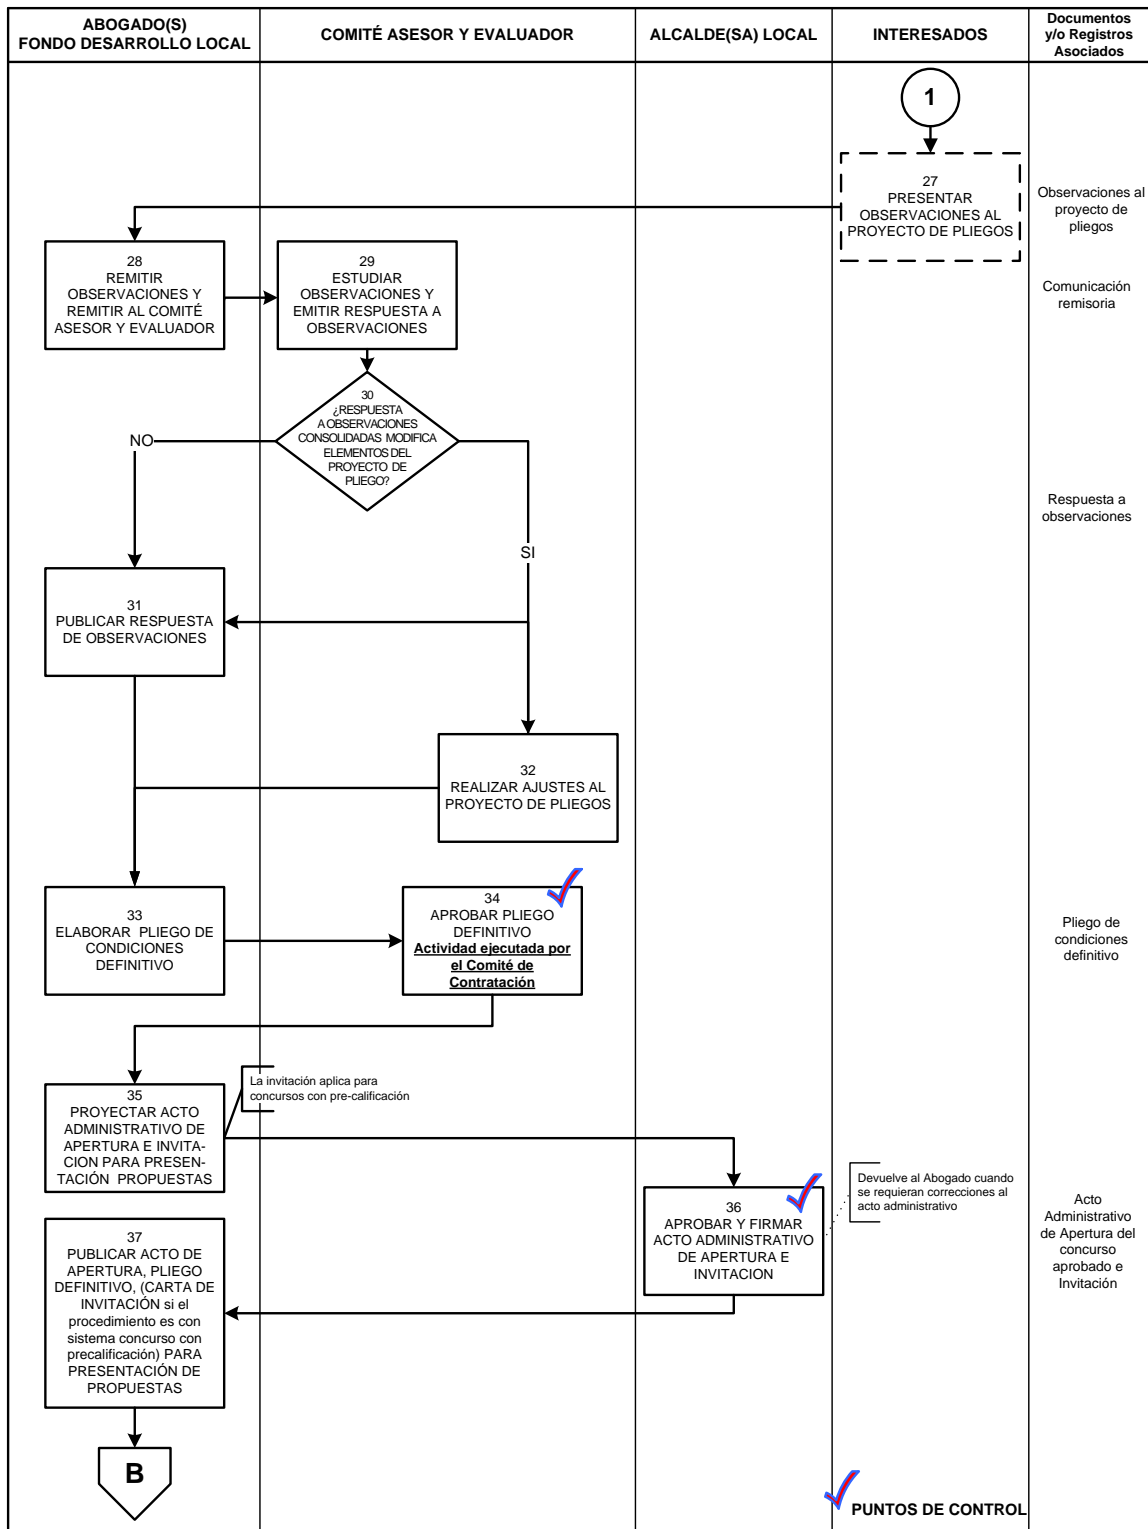 ABOGADO(S)
FONDO DESARROLLO LOCAL
COMITÉ ASESOR Y EVALUADOR
ALCALDE(SA) LOCAL
INTERESADOS
Documentos
y/o Registros
Asociados
1
27
PRESENTAR
OBSERVACIONES AL
PROYECTO DE PLIEGOS
Observaciones al
proyecto de
pliegos
28
REMITIR
OBSERVACIONES Y
REMITIR AL COMITÉ
ASESOR Y EVALUADOR
29
ESTUDIAR
OBSERVACIONES Y
EMITIR RESPUESTA A
OBSERVACIONES
Comunicación
remisoria
30
¿RESPUESTA
A OBSERVACIONES
CONSOLIDADAS MODIFICA
ELEMENTOS DEL
PROYECTO DE
PLIEGO?
NO
SI
Respuesta a
observaciones
31
PUBLICAR RESPUESTA
DE OBSERVACIONES
32
REALIZAR AJUSTES AL
PROYECTO DE PLIEGOS
33
ELABORAR PLIEGO DE
CONDICIONES
DEFINITIVO
34
APROBAR PLIEGO
DEFINITIVO
Actividad ejecutada por
el Comité de
Contratación
Pliego de
condiciones
definitivo
35
PROYECTAR ACTO
ADMINISTRATIVO DE
APERTURA E INVITA-
CION PARA PRESEN-
TACIÓN PROPUESTAS
La invitación aplica para
concursos con pre-calificación
36
APROBAR Y FIRMAR
ACTO ADMINISTRATIVO
DE APERTURA E
INVITACION
Devuelve al Abogado cuando
se requieran correcciones al
acto administrativo
Acto
Administrativo
de Apertura del
concurso
aprobado e
Invitación
37
PUBLICAR ACTO DE
APERTURA, PLIEGO
DEFINITIVO, (CARTA DE
INVITACIÓN si el
procedimiento es con
sistema concurso con
precalificación) PARA
PRESENTACIÓN DE
PROPUESTAS
B
PUNTOS DE CONTROL